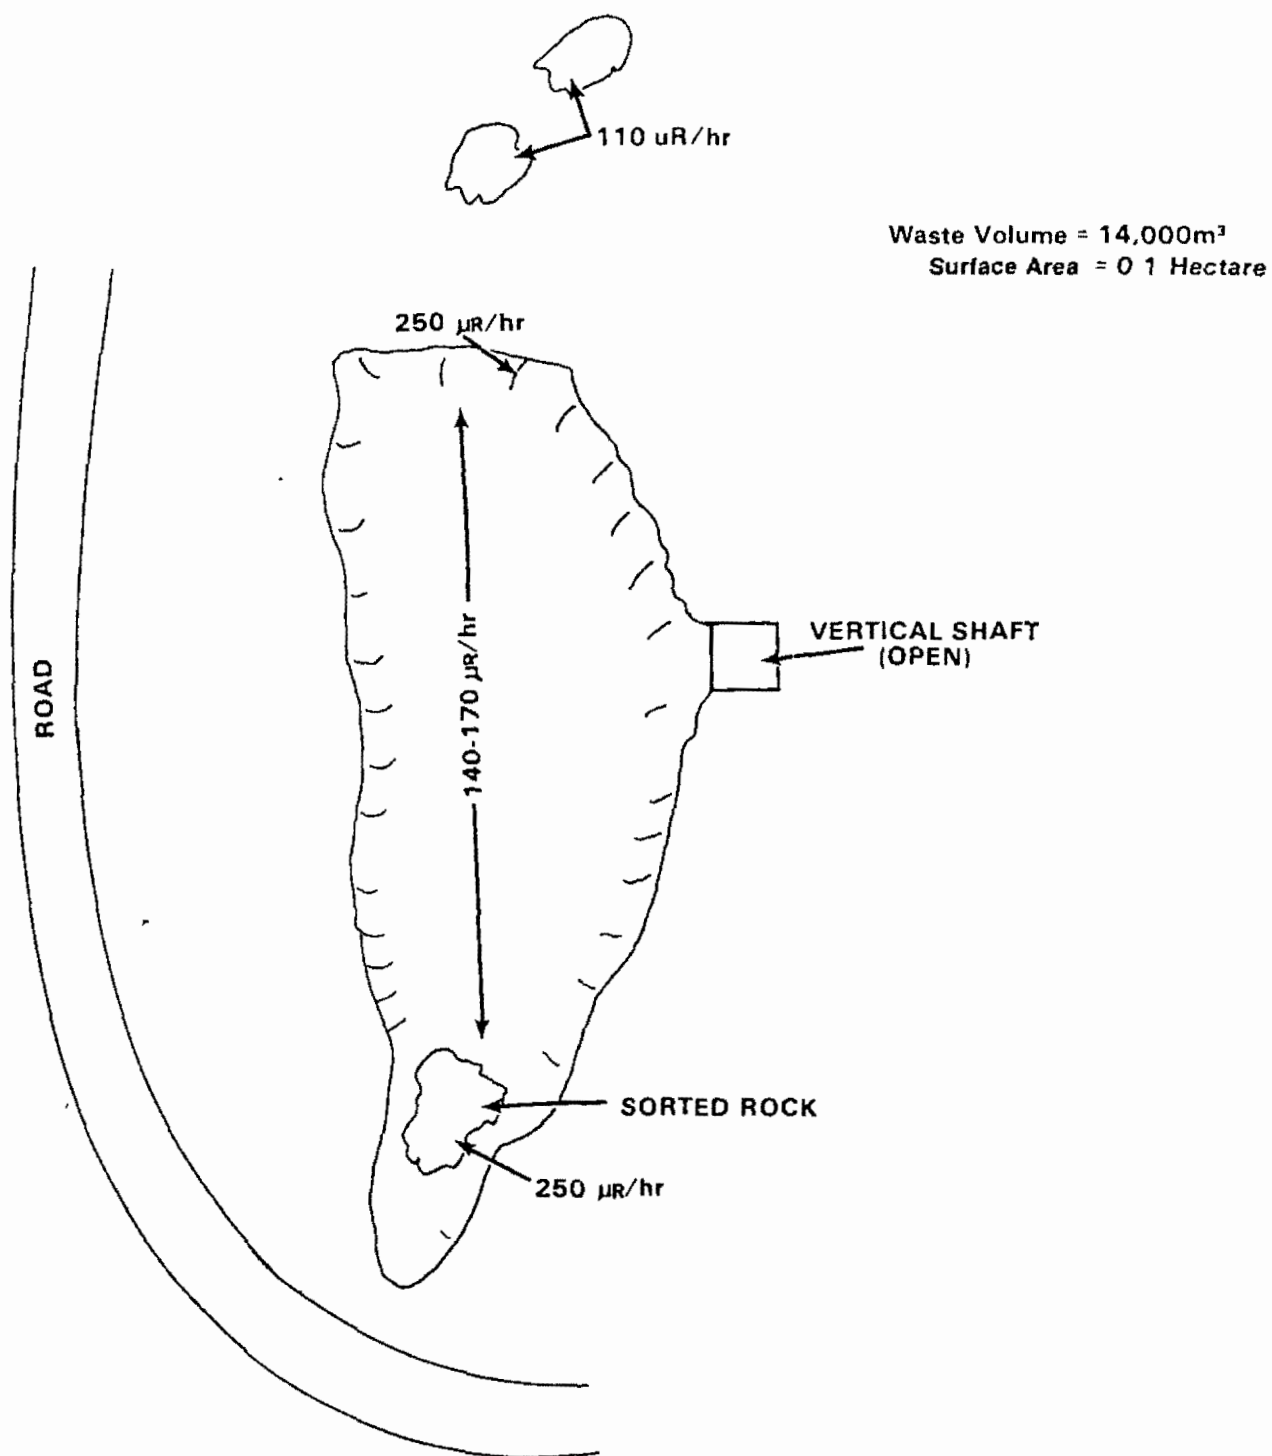 110 uR/hr
Waste Volume = 14,000m³
Surface Area = 0 1 Hectare
250 μR/hr
140-170 μR/hr
ROAD
VERTICAL SHAFT
(OPEN)
SORTED ROCK
250 μR/hr